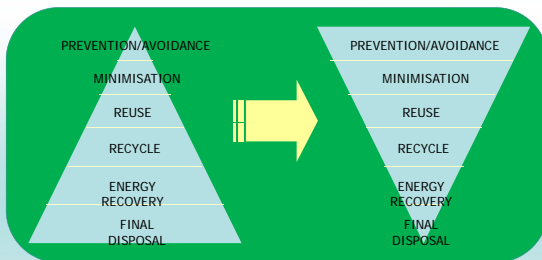 PREVENTION/AVOIDANCE
MINIMISATION
REUSE
RECYCLE
ENERGY
RECOVERY
FINAL
DISPOSAL
PREVENTION/AVOIDANCE
MINIMISATION
REUSE
RECYCLE
ENERGY
RECOVERY
FINAL
DISPOSAL